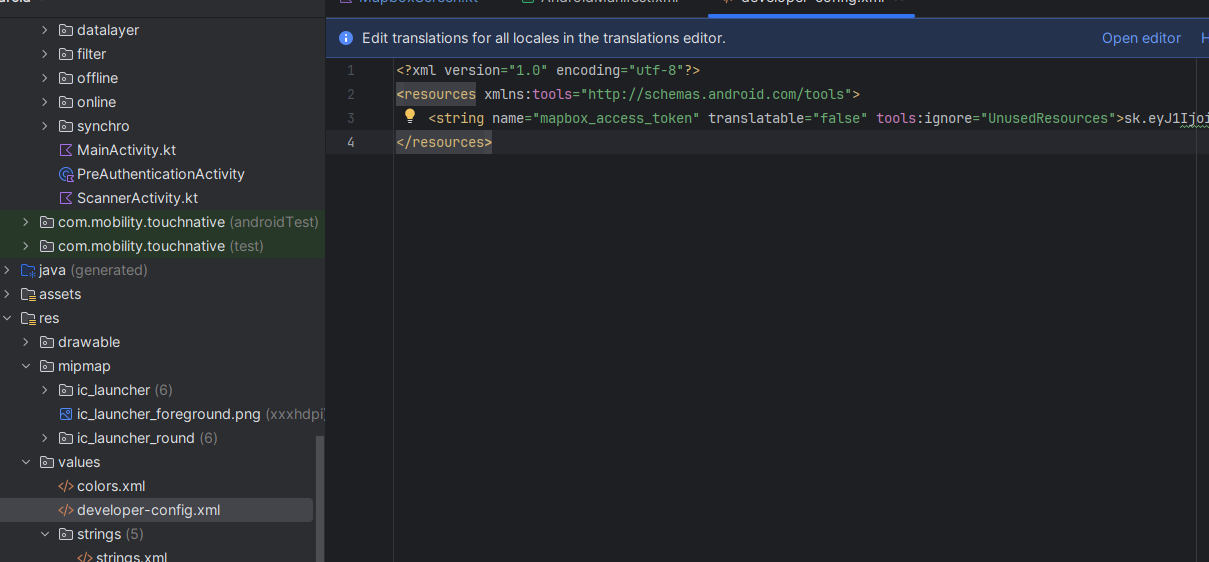 MapboxScreen.kt AndroidManifest.xml developer-config.xml
datalayer
filter
offline
online
synchro
MainActivity.kt
PreAuthenticationActivity
ScannerActivity.kt
com.mobility.touchnative (androidTest)
com.mobility.touchnative (test)
java (generated)
assets
res
drawable
mipmap
ic_launcher (6)
ic_launcher_foreground.png (xxxhdpi)
ic_launcher_round (6)
values
colors.xml
developer-config.xml
strings (5)
strings.xml
Edit translations for all locales in the translations editor. Open editor H
1 <?xml version="1.0" encoding="utf-8"?>
2 <resources xmlns:tools="http://schemas.android.com/tools">
3 <string name="mapbox_access_token" translatable="false" tools:ignore="UnusedResources">sk.eyJ1Ijoi
4 </resources>